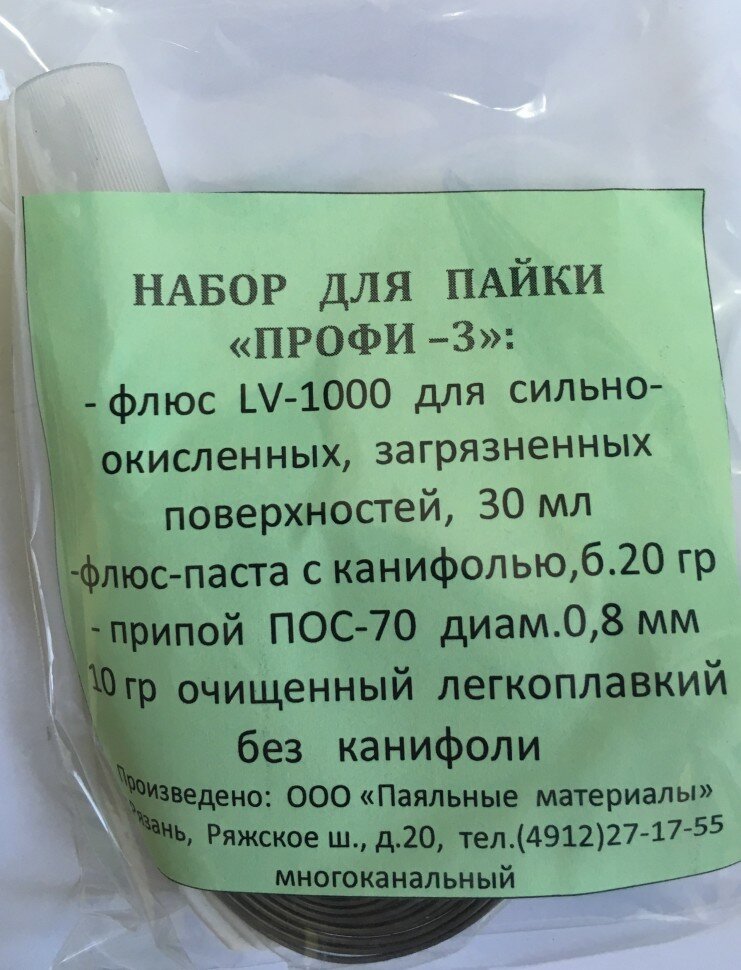 НАБОР ДЛЯ ПАЙКИ
«ПРОФИ –3»:
- флюс LV-1000 для сильно-
окисленных, загрязненных
поверхностей, 30 мл
-флюс-паста с канифолью,б.20 гр
- припой ПОС-70 диам.0,8 мм
10 гр очищенный легкоплавкий
без канифоли
Произведено: ООО «Паяльные материалы»
Рязань, Ряжское ш., д.20, тел.(4912)27-17-55
многоканальный